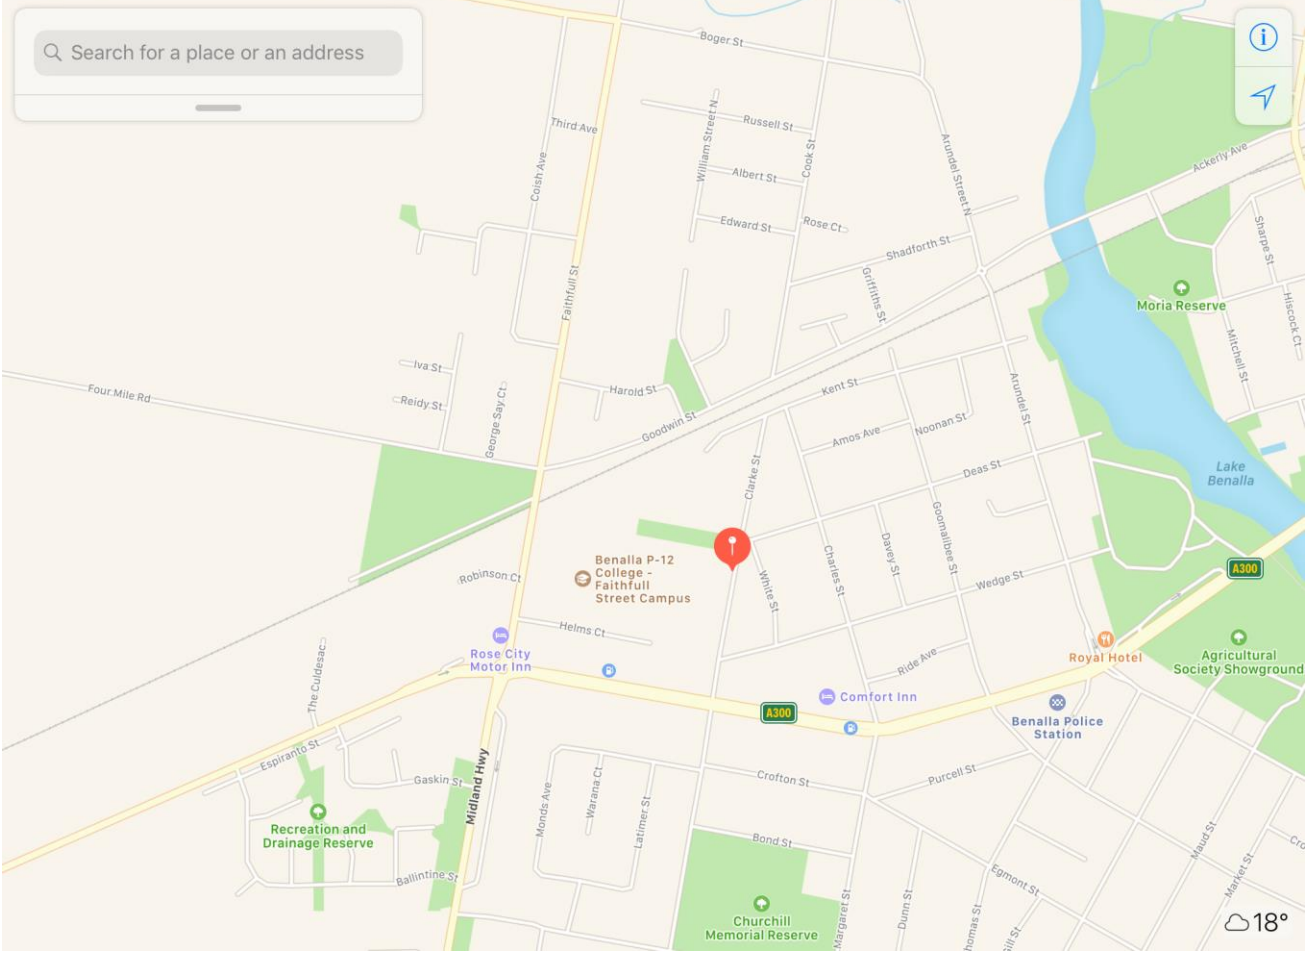 Search for a place or an address
Boger St
Third Ave
Russell St
William Street N
Cook St
Arundel Street N
Ackerly Ave
Coish Ave
Albert St
Edward St
Rose Ct
Shadforth St
Sharpe St
Faithfull St
Griffiths St
Moria Reserve
Hiscock Ct
Mitchell St
Iva St
Four Mile Rd
Reidy St
George Say Ct
Harold St
Goodwin St
Kent St
Arundel St
Amos Ave
Noonan St
Clarke St
Deas St
Lake
Benalla
Goomalibee St
Benalla P-12
College -
Faithfull
Street Campus
Robinson Ct
White St
Charles St
Davey St
Wedge St
A300
Helms Ct
Rose City
Motor Inn
Ride Ave
Royal Hotel
Agricultural
Society Showground
The Culdesac
Comfort Inn
A300
Benalla Police
Station
Espiranto St
Gaskin St
Midland Hwy
Monds Ave
Warana Ct
Latimer St
Crofton St
Purcell St
Recreation and
Drainage Reserve
Bond St
Maud St
Cro
Ballintine St
Egmont St
Market St
Churchill
Memorial Reserve
Margaret St
Dunn St
homas St
ill St
18°